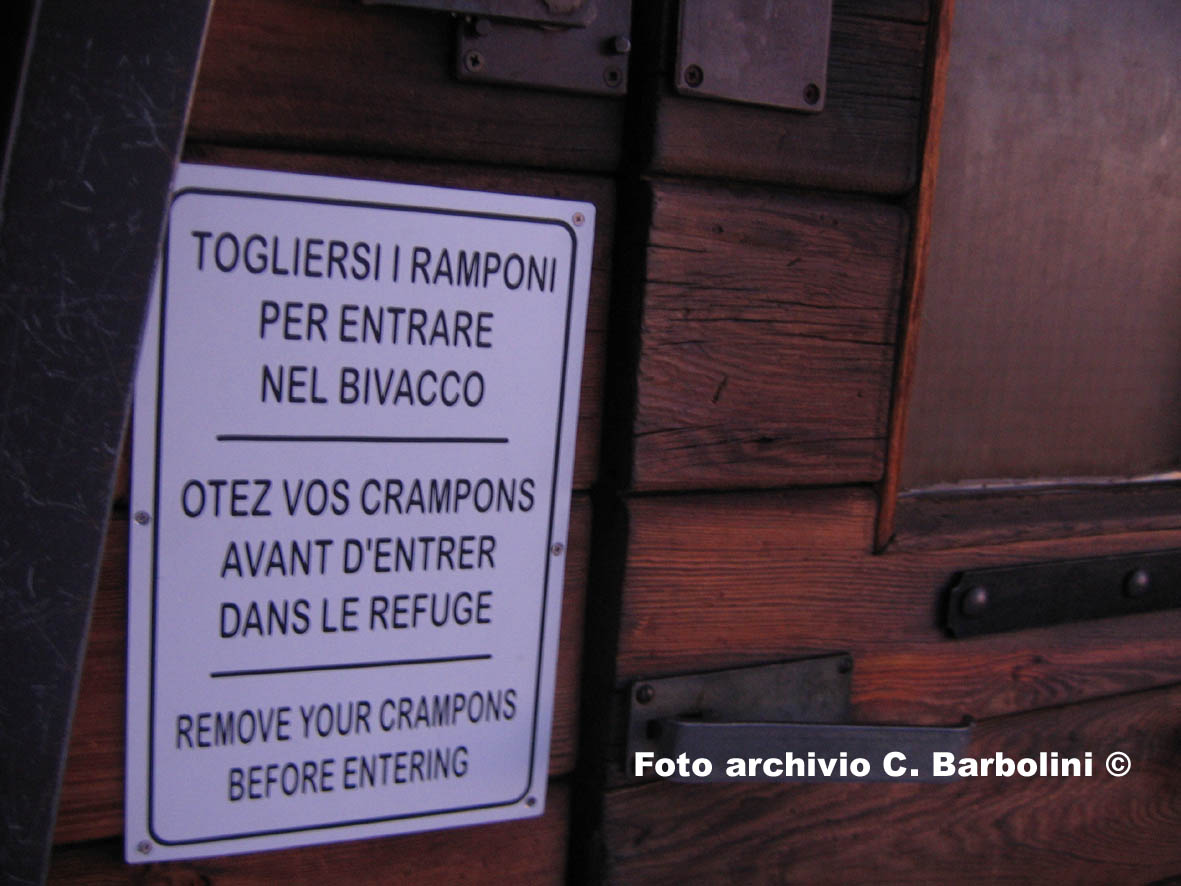 TOGLIERSI I RAMPONI
PER ENTRARE
NEL BIVACCO
OTEZ VOS CRAMPONS
AVANT D'ENTRER
DANS LE REFUGE
REMOVE YOUR CRAMPONS
BEFORE ENTERING
Foto archivio C. Barbolini ©